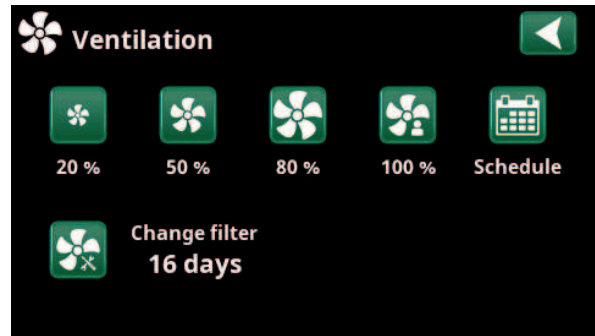 Ventilation
20 %
50 %
80 %
100 %
Schedule
Change filter
16 days